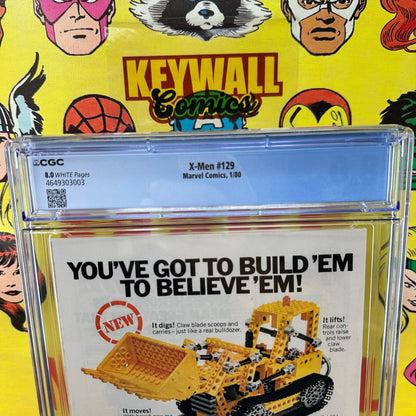 KEYWALL
Comics
CGC
8.0 WHITE Pages
4649303003
X-Men #129
Marvel Comics, 1/80
YOU'VE GOT TO BUILD 'EM
TO BELIEVE 'EM!
NEW
It digs! Claw blade scoops and
carries—just like a real bulldozer.
It lifts!
Rear con-
trols raise
and lower
claw
blade.
It moves!